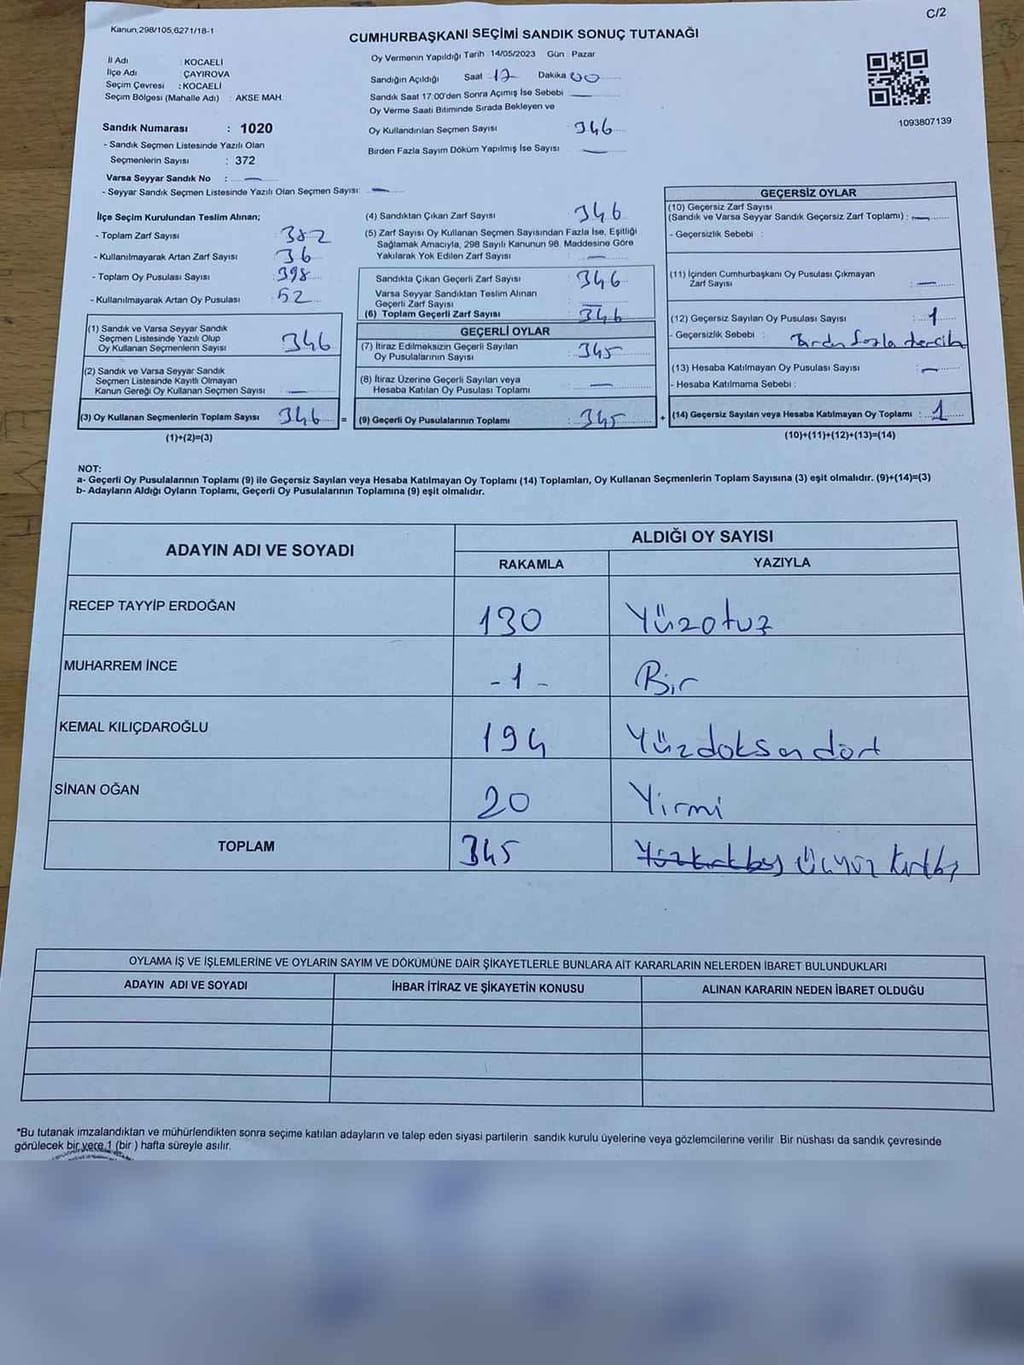 C/2
Kanun,298/105,6271/18-1
CUMHURBAŞKANI SEÇİMİ SANDIK SONUÇ TUTANAĞI
İl Adı : KOCAELİ
İlçe Adı : ÇAYIROVA
Seçim Çevresi : KOCAELİ
Seçim Bölgesi (Mahalle Adı) : AKSE MAH.
Sandık Numarası : 1020
- Sandık Seçmen Listesinde Yazılı Olan
Seçmenlerin Sayısı : 372
Varsa Seyyar Sandık No : —
- Seyyar Sandık Seçmen Listesinde Yazılı Olan Seçmen Sayısı: —
Oy Vermenin Yapıldığı Tarih : 14/05/2023 Gün : Pazar
Sandığın Açıldığı Saat 17 Dakika 00
Sandık Saat 17:00'den Sonra Açımış İse Sebebi —
Oy Verme Saati Bitiminde Sırada Bekleyen ve
Oy Kullandırılan Seçmen Sayısı 346
Birden Fazla Sayım Döküm Yapılmış İse Sayısı —
1093807139
İlçe Seçim Kurulundan Teslim Alınan;
- Toplam Zarf Sayısı : 382
- Kullanılmayarak Artan Zarf Sayısı : 36
- Toplam Oy Pusulası Sayısı : 398
- Kullanılmayarak Artan Oy Pusulası : 52
(1) Sandık ve Varsa Seyyar Sandık
Seçmen Listesinde Yazılı Olup
Oy Kullanan Seçmenlerin Sayısı : 346
(2) Sandık ve Varsa Seyyar Sandık
Seçmen Listesinde Kayıtlı Olmayan
Kanun Gereği Oy Kullanan Seçmen Sayısı : —
(3) Oy Kullanan Seçmenlerin Toplam Sayısı : 346 =
(1)+(2)=(3)
(4) Sandıktan Çıkan Zarf Sayısı : 346
(5) Zarf Sayısı Oy Kullanan Seçmen Sayısından Fazla İse, Eşitliği
Sağlamak Amacıyla, 298 Sayılı Kanunun 98. Maddesine Göre
Yakılarak Yok Edilen Zarf Sayısı : —
Sandıkta Çıkan Geçerli Zarf Sayısı : 346
Varsa Seyyar Sandıktan Teslim Alınan
Geçerli Zarf Sayısı : —
(6) Toplam Geçerli Zarf Sayısı : 346
GEÇERLİ OYLAR
(7) İtiraz Edilmeksizin Geçerli Sayılan
Oy Pusulalarının Sayısı : 345
(8) İtiraz Üzerine Geçerli Sayılan veya
Hesaba Katılan Oy Pusulası Toplamı : —
(9) Geçerli Oy Pusulalarının Toplamı : 345 +
GEÇERSİZ OYLAR
(10) Geçersiz Zarf Sayısı
(Sandık ve Varsa Seyyar Sandık Geçersiz Zarf Toplamı) : —
- Geçersizlik Sebebi :
(11) İçinden Cumhurbaşkanı Oy Pusulası Çıkmayan
Zarf Sayısı : —
(12) Geçersiz Sayılan Oy Pusulası Sayısı : 1
- Geçersizlik Sebebi : Birden fazla tercih
(13) Hesaba Katılmayan Oy Pusulası Sayısı : —
- Hesaba Katılmama Sebebi :
(14) Geçersiz Sayılan veya Hesaba Katılmayan Oy Toplamı : 1
(10)+(11)+(12)+(13)=(14)
NOT:
a- Geçerli Oy Pusulalarının Toplamı (9) ile Geçersiz Sayılan veya Hesaba Katılmayan Oy Toplamı (14) Toplamları, Oy Kullanan Seçmenlerin Toplam Sayısına (3) eşit olmalıdır. (9)+(14)=(3)
b- Adayların Aldığı Oyların Toplamı, Geçerli Oy Pusulalarının Toplamına (9) eşit olmalıdır.
ADAYIN ADI VE SOYADI
ALDIĞI OY SAYISI
RAKAMLA YAZIYLA
RECEP TAYYİP ERDOĞAN 130 Yüzotuz
MUHARREM İNCE -1- Bir
KEMAL KILIÇDAROĞLU 194 Yüzdoksandört
SİNAN OĞAN 20 Yirmi
TOPLAM 345 Yüzkırkbeş Üçyüz kırkbeş
OYLAMA İŞ VE İŞLEMLERİNE VE OYLARIN SAYIM VE DÖKÜMÜNE DAİR ŞİKAYETLERLE BUNLARA AİT KARARLARIN NELERDEN İBARET BULUNDUKLARI
ADAYIN ADI VE SOYADI İHBAR İTİRAZ VE ŞİKAYETİN KONUSU ALINAN KARARIN NEDEN İBARET OLDUĞU
*Bu tutanak imzalandıktan ve mühürlendikten sonra seçime katılan adayların ve talep eden siyasi partilerin sandık kurulu üyelerine veya gözlemcilerine verilir. Bir nüshası da sandık çevresinde
görülecek bir yere 1 (bir ) hafta süreyle asılır.